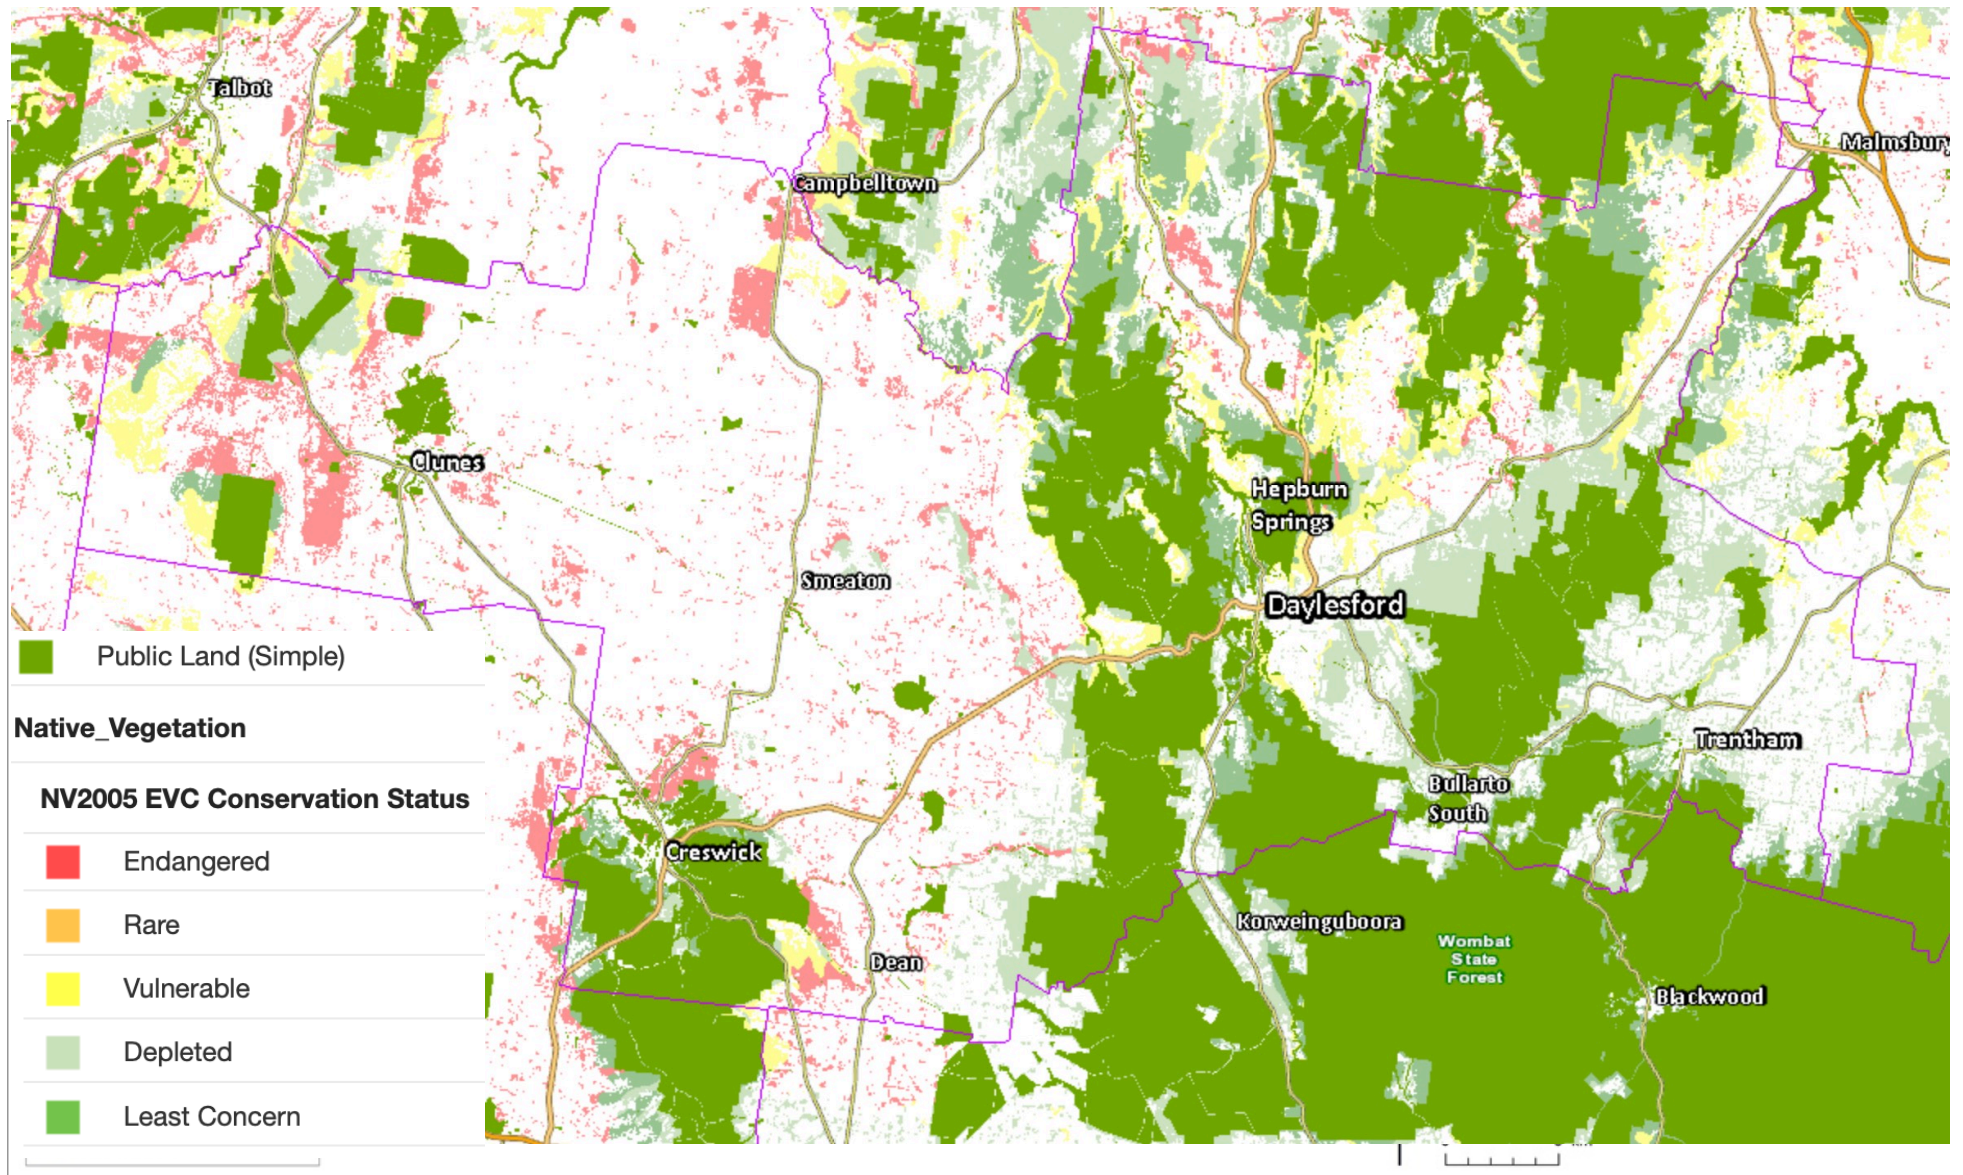 Talbot
Malmsbury
Campbelltown
Clunes
Hepburn
Springs
Smeaton
Daylesford
Public Land (Simple)
Native_Vegetation
Trentham
Bullarto
South
NV2005 EVC Conservation Status
Creswick
Endangered
Korweinguboora
Rare
Wombat
State
Forest
Dean
Vulnerable
Blackwood
Depleted
Least Concern